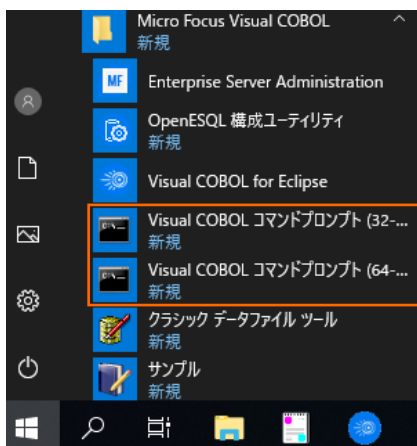 Micro Focus Visual COBOL
新規
MF
Enterprise Server Administration
OpenESQL 構成ユーティリティ
新規
Visual COBOL for Eclipse
Visual COBOL コマンドプロンプト (32-...
新規
Visual COBOL コマンドプロンプト (64-...
新規
クラシック データファイル ツール
新規
サンプル
新規